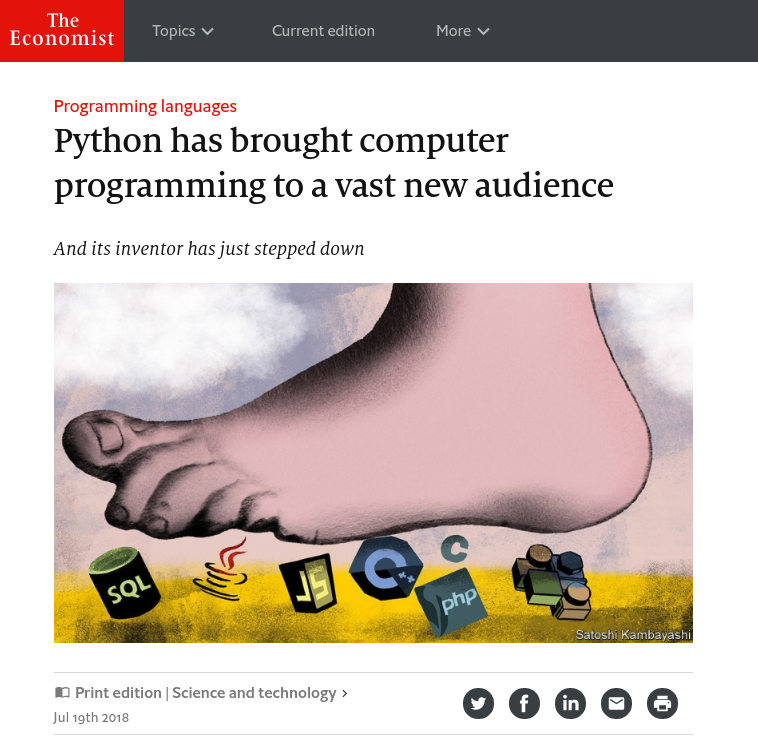 The
Economist
Topics
Current edition
More
Programming languages
Python has brought computer
programming to a vast new audience
And its inventor has just stepped down
SQL
JS
C++
C
php
Satoshi Kambayashi
Print edition | Science and technology
Jul 19th 2018